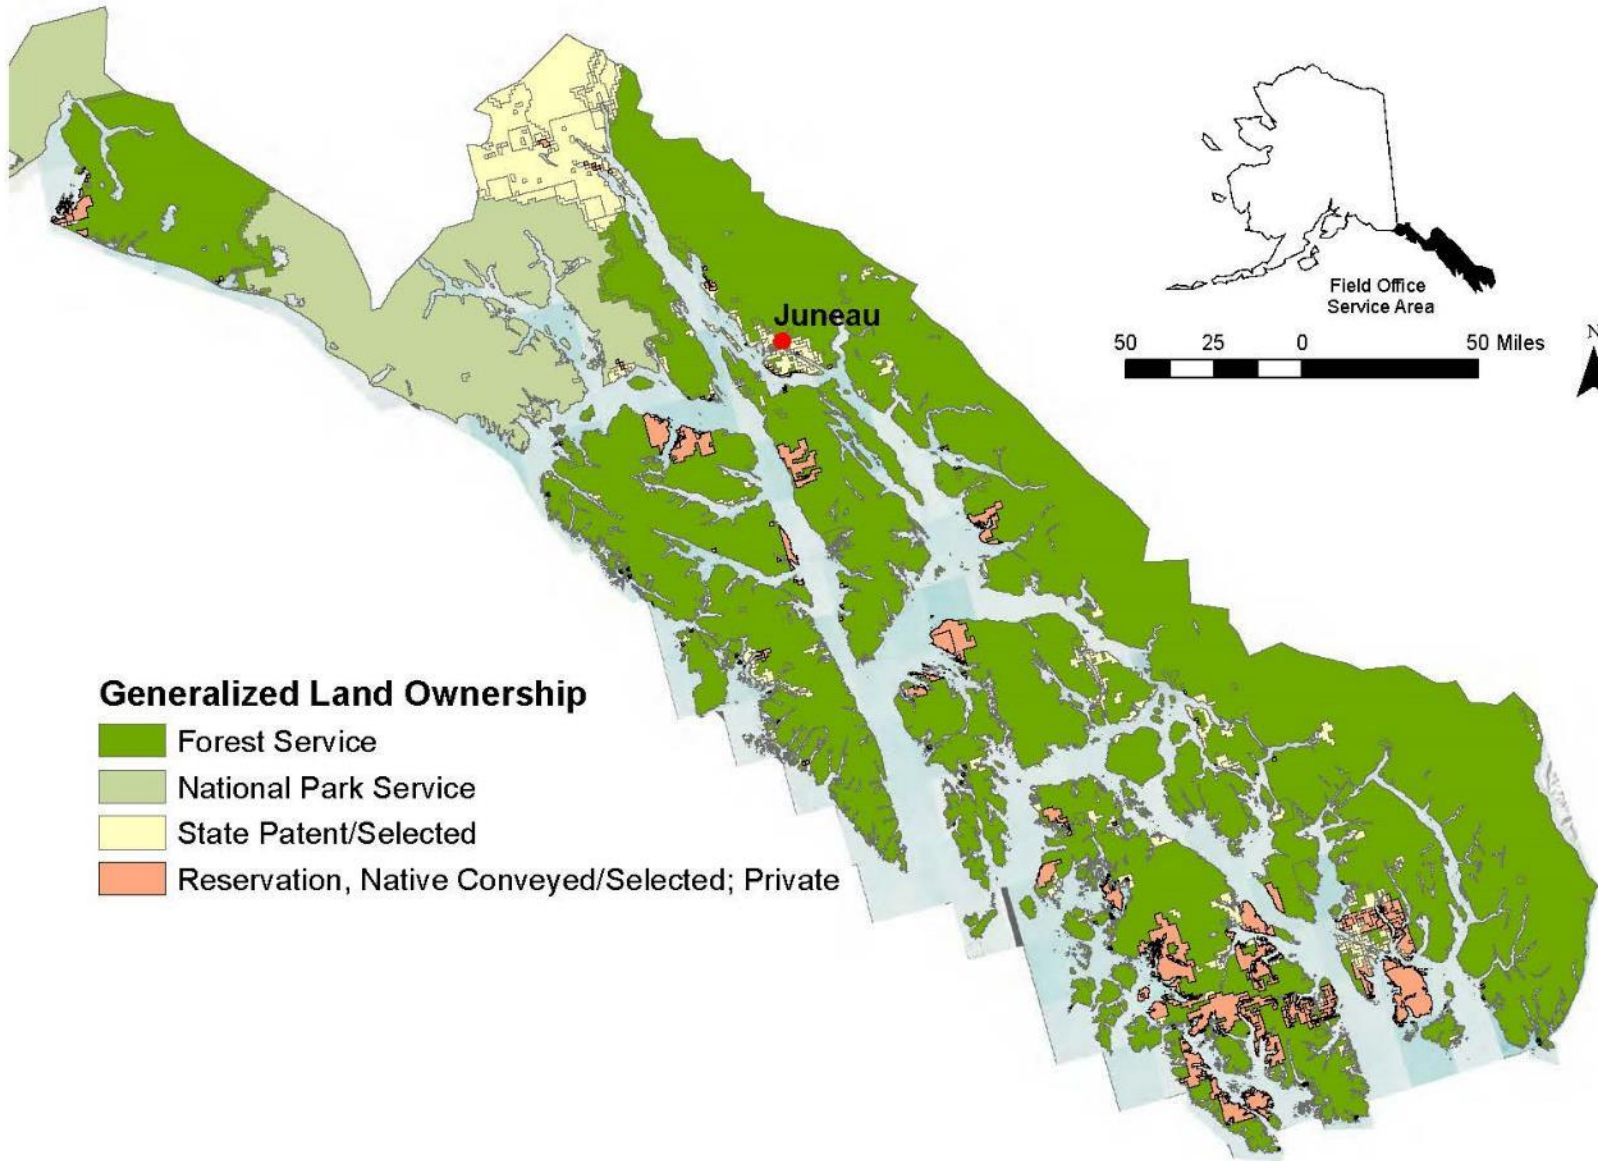 Juneau
Field Office
Service Area
50 25 0 50 Miles
N
Generalized Land Ownership
Forest Service
National Park Service
State Patent/Selected
Reservation, Native Conveyed/Selected; Private